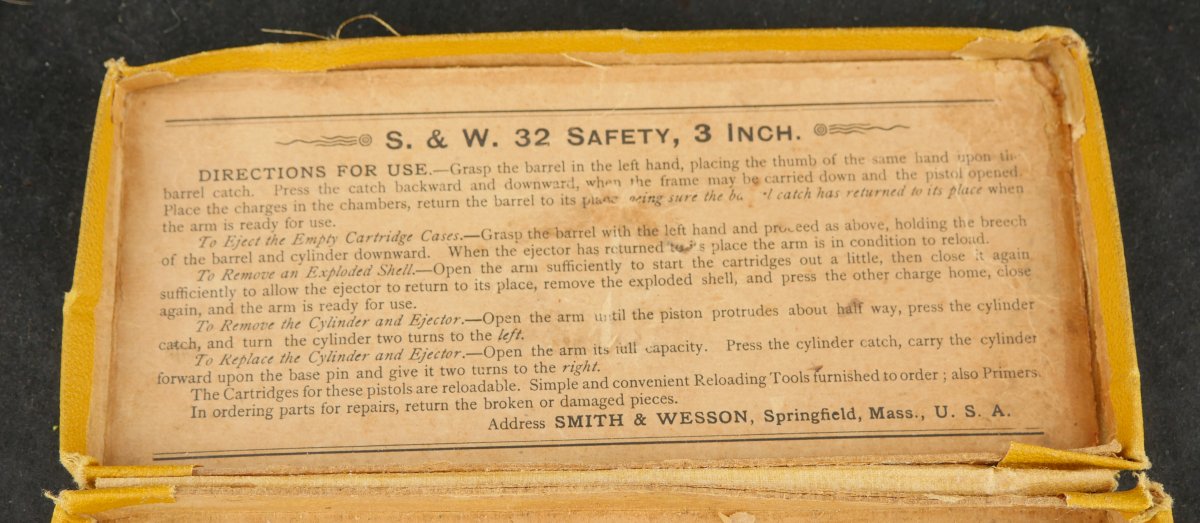 S. & W. 32 SAFETY, 3 INCH.
DIRECTIONS FOR USE.—Grasp the barrel in the left hand, placing the thumb of the same hand upon the
barrel catch. Press the catch backward and downward, when the frame may be carried down and the pistol opened.
Place the charges in the chambers, return the barrel to its being sure the catch has returned to its place when
the arm is ready for use.
To Eject the Empty Cartridge Cases.—Grasp the barrel with the left hand and proceed as above, holding the breech
of the barrel and cylinder downward. When the ejector has returned to its place the arm is in condition to reload.
To Remove an Exploded Shell.—Open the arm sufficiently to start the cartridges out a little, then close it again
sufficiently to allow the ejector to return to its place, remove the exploded shell, and press the other charge home, close
again, and the arm is ready for use.
To Remove the Cylinder and Ejector.—Open the arm until the piston protrudes about half way, press the cylinder
catch, and turn the cylinder two turns to the left.
To Replace the Cylinder and Ejector.—Open the arm its full capacity. Press the cylinder catch, carry the cylinder
forward upon the base pin and give it two turns to the right.
The Cartridges for these pistols are reloadable. Simple and convenient Reloading Tools furnished to order; also Primers.
In ordering parts for repairs, return the broken or damaged pieces.
Address SMITH & WESSON, Springfield, Mass., U. S. A.